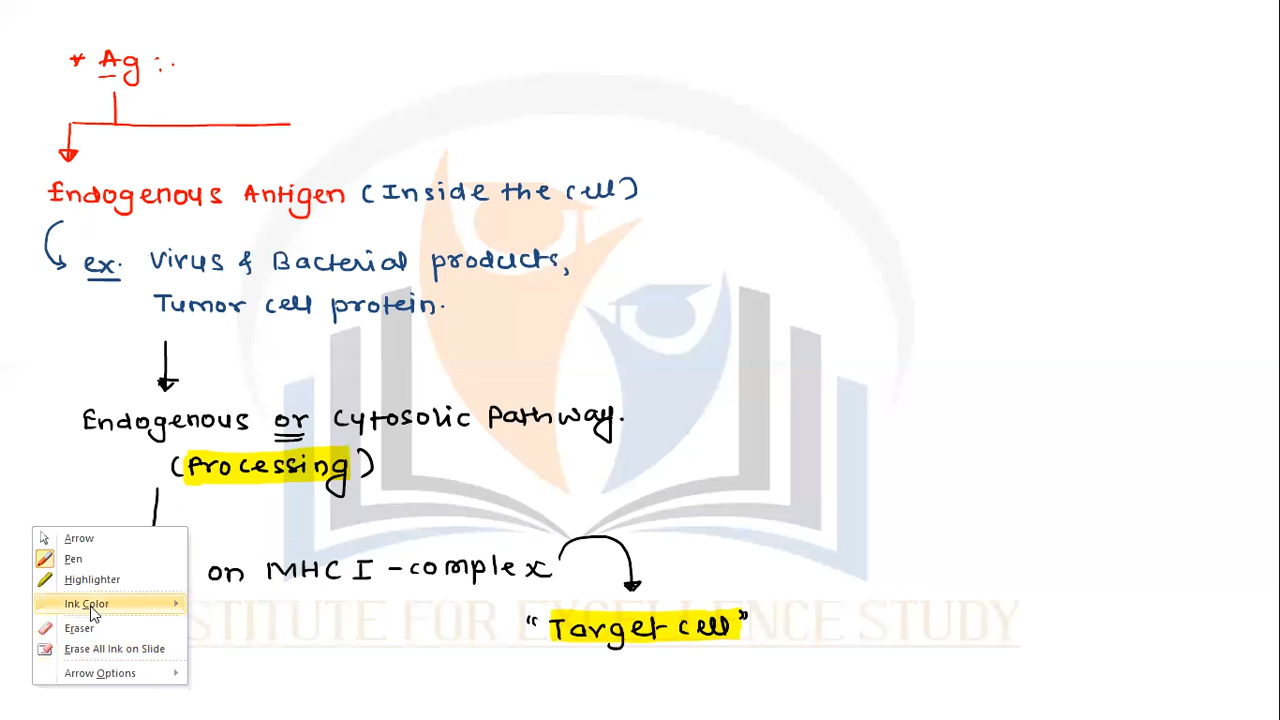 * Ag :.
Endogenous Antigen (Inside the cell)
ex. Virus & Bacterial products,
Tumor cell protein.
Endogenous or Cytosolic Pathway.
(Processing)
on MHC I - complex
"Target cell"
Arrow
Pen
Highlighter
Ink Color
Eraser
Erase All Ink on Slide
Arrow Options
STITUTE FOR EXCELLENCE STUDY